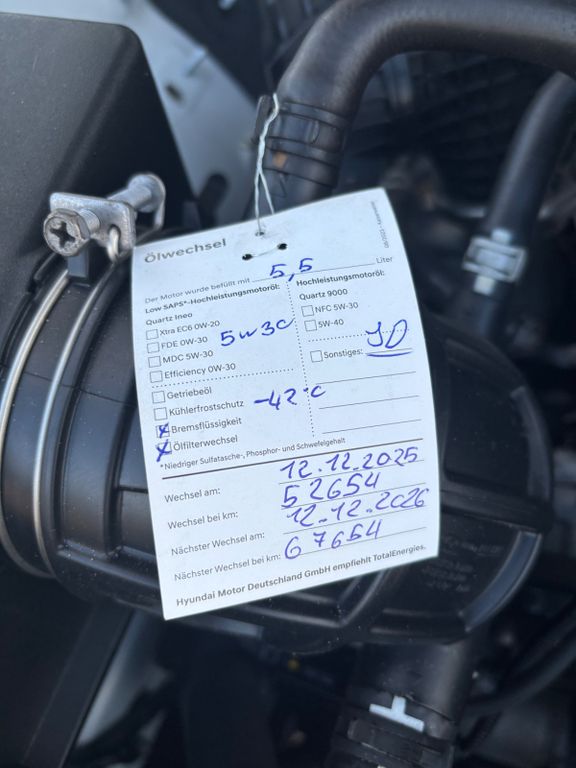 Ölwechsel
Der Motor wurde befüllt mit 5,5 Liter
Low SAPS*-Hochleistungsmotoröl:
Quartz Ineo
Xtra EC6 0W-20
FDE 0W-30
MDC 5W-30
Efficiency 0W-30
5W30
Hochleistungsmotoröl:
Quartz 9000
NFC 5W-30
5W-40
Sonstiges:
Getriebeöl
Kühlerfrostschutz -42°C
Bremsflüssigkeit
Ölfilterwechsel
*Niedriger Sulfatasche-, Phosphor- und Schwefelgehalt
Wechsel am: 12.12.2025
Wechsel bei km: 52654
Nächster Wechsel am: 12.12.2026
Nächster Wechsel bei km: 67654
Hyundai Motor Deutschland GmbH empfiehlt TotalEnergies.